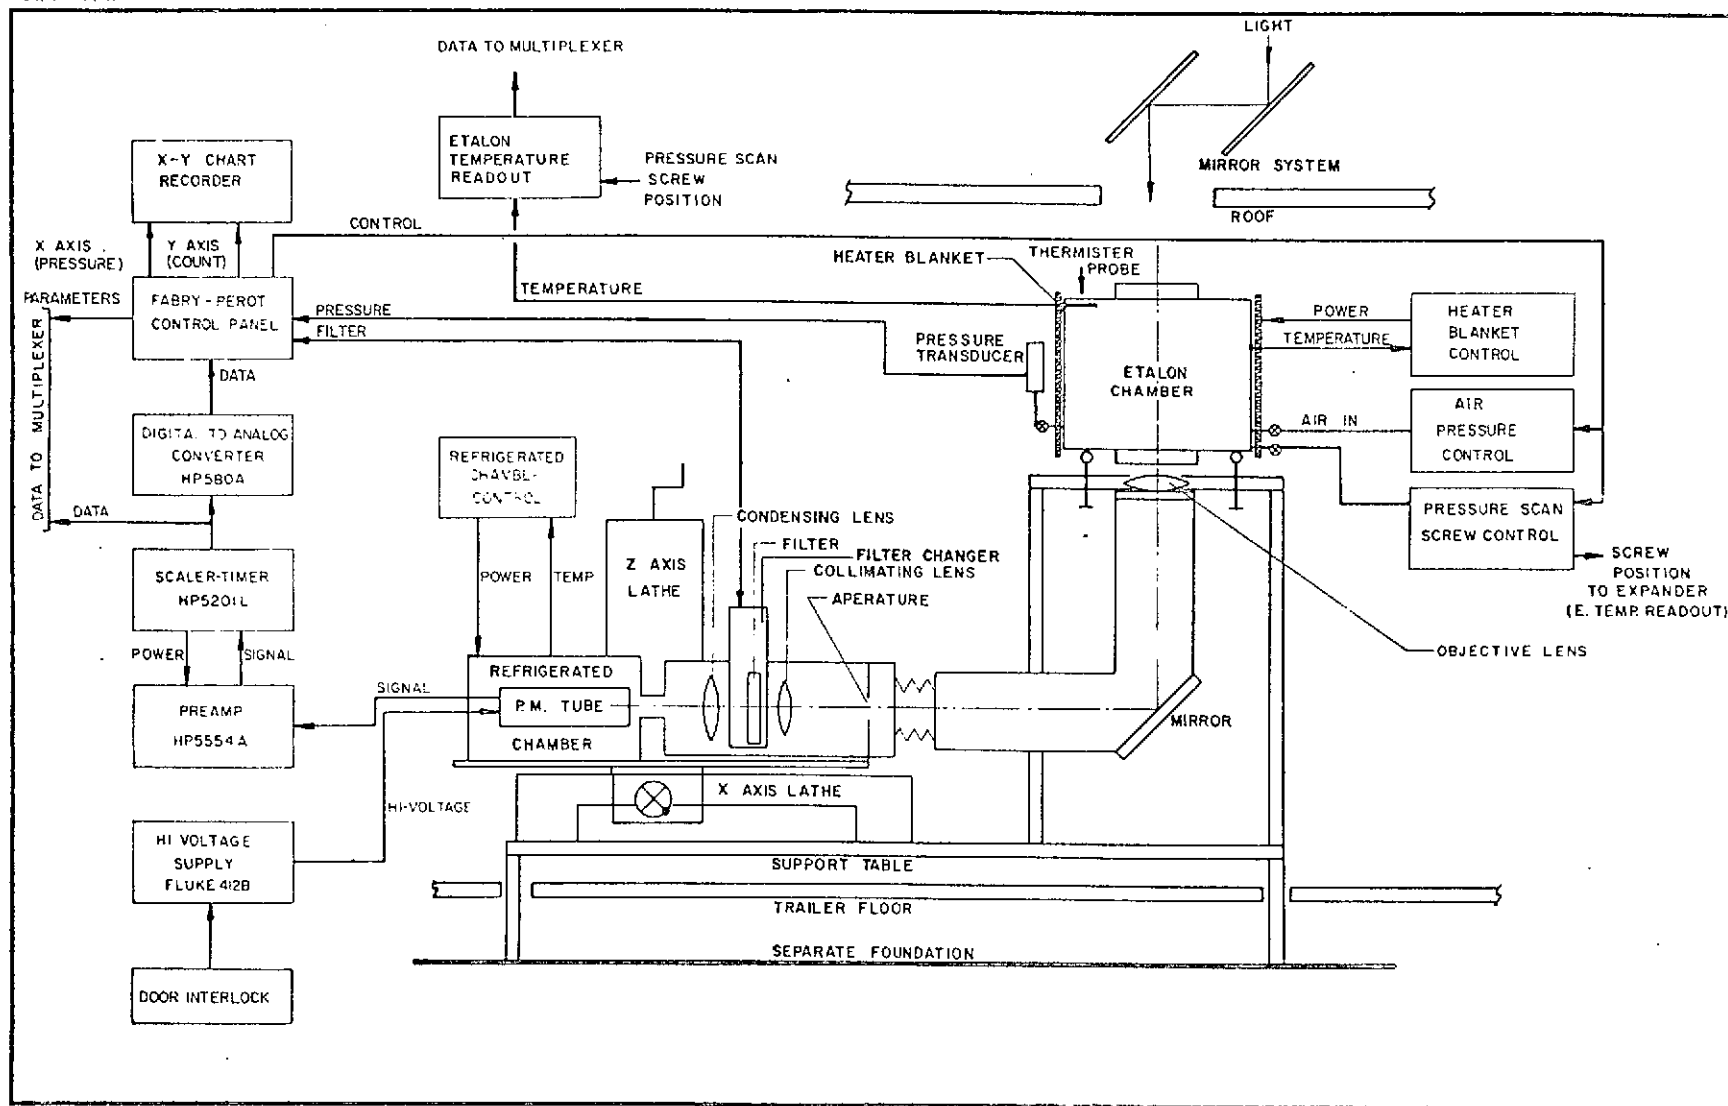 LIGHT
DATA TO MULTIPLEXER
ETALON
TEMPERATURE
READOUT
PRESSURE SCAN
SCREW
POSITION
X-Y CHART
RECORDER
MIRROR SYSTEM
ROOF
CONTROL
X AXIS
(PRESSURE)
Y AXIS
(COUNT)
HEATER BLANKET
THERMISTER
PROBE
PARAMETERS
FABRY-PEROT
CONTROL PANEL
TEMPERATURE
PRESSURE
FILTER
PRESSURE
TRANSDUCER
ETALON
CHAMBER
POWER
TEMPERATURE
HEATER
BLANKET
CONTROL
DATA TO MULTIPLEXER
DATA
DIGITAL TO ANALOG
CONVERTER
HP580A
AIR IN
AIR
PRESSURE
CONTROL
REFRIGERATED
CONTROL
DATA
CONDENSING LENS
FILTER
FILTER CHANGER
COLLIMATING LENS
APERATURE
PRESSURE SCAN
SCREW CONTROL
SCREW
POSITION
TO EXPANDER
(E. TEMP. READOUT)
SCALER-TIMER
HP5201L
POWER
TEMP
Z AXIS
LATHE
OBJECTIVE LENS
POWER
SIGNAL
PREAMP
HP5554A
SIGNAL
REFRIGERATED
P.M. TUBE
CHAMBER
MIRROR
HI-VOLTAGE
X AXIS LATHE
HI VOLTAGE
SUPPLY
FLUKE 412B
SUPPORT TABLE
TRAILER FLOOR
SEPARATE FOUNDATION
DOOR INTERLOCK